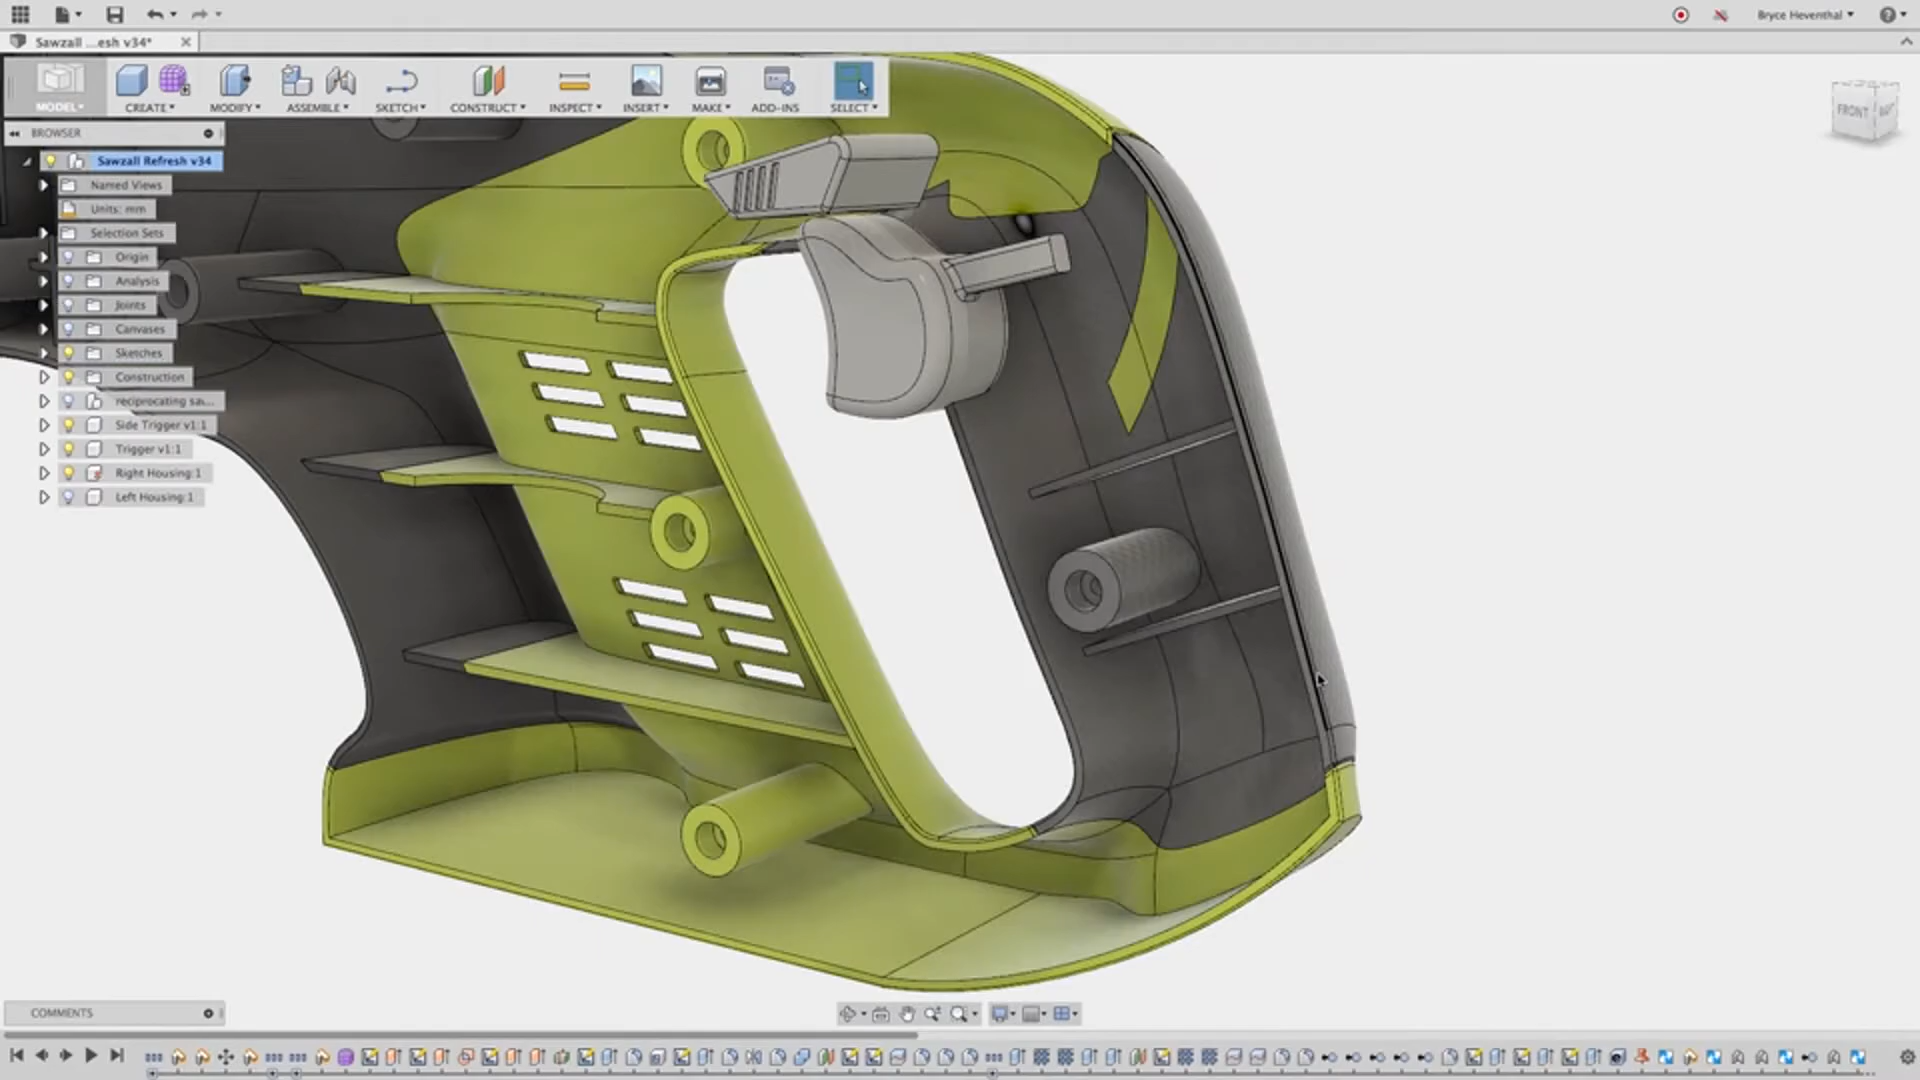 Bryce Heventhal
Sawzall ...esh v34*
MODEL
CREATE
MODIFY
ASSEMBLE
SKETCH
CONSTRUCT
INSPECT
INSERT
MAKE
ADD-INS
SELECT
FRONT
BROWSER
Sawzall Refresh v34
Named Views
Units: mm
Selection Sets
Origin
Analysis
Joints
Canvases
Sketches
Construction
reciprocating sav...
Side Trigger v1:1
Trigger v1:1
Right Housing:1
Left Housing:1
COMMENTS